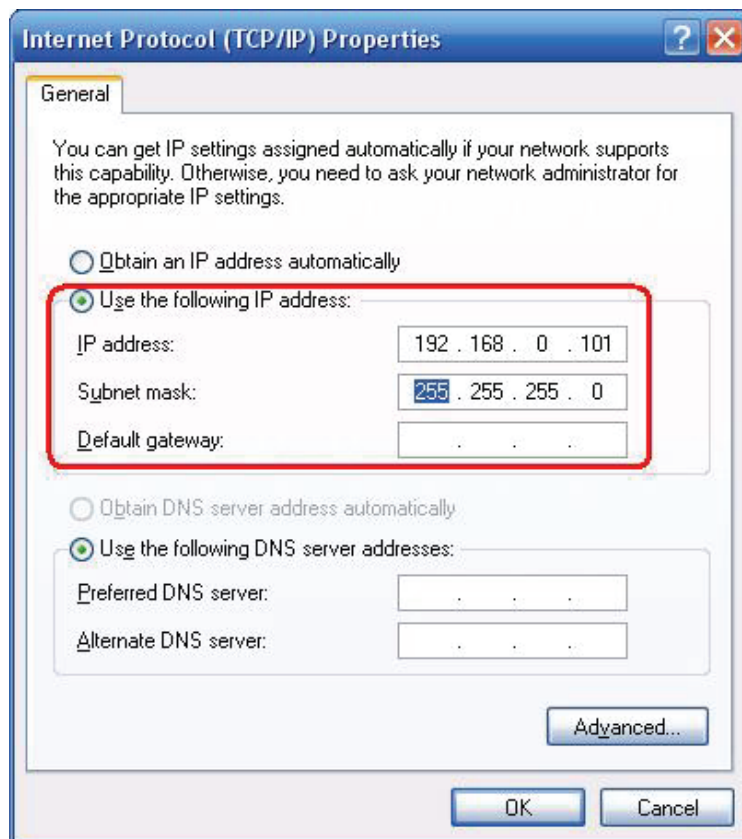 Internet Protocol (TCP/IP) Properties
General
You can get IP settings assigned automatically if your network supports
this capability. Otherwise, you need to ask your network administrator for
the appropriate IP settings.
Obtain an IP address automatically
Use the following IP address:
IP address: 192 . 168 . 0 . 101
Subnet mask: 255 . 255 . 255 . 0
Default gateway: . . .
Obtain DNS server address automatically
Use the following DNS server addresses:
Preferred DNS server: . . .
Alternate DNS server: . . .
Advanced...
OK Cancel